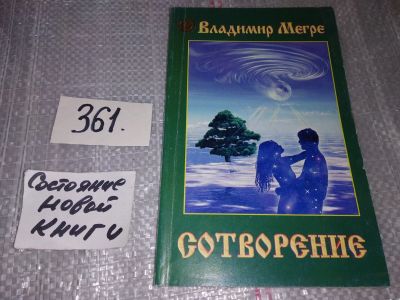 Владимир Мегре
СОТВОРЕНИЕ
361.
Состояние
новой
книги